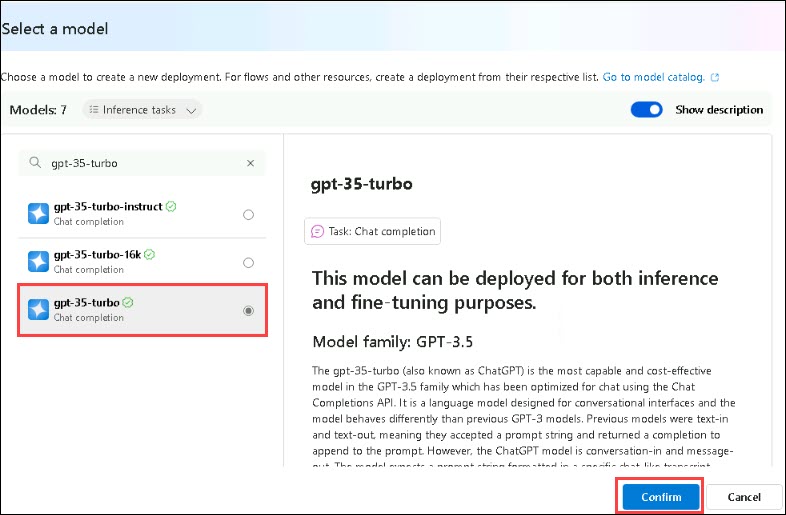 Select a model
Choose a model to create a new deployment. For flows and other resources, create a deployment from their respective list. Go to model catalog.
Models: 7
Inference tasks
Show description
gpt-35-turbo
gpt-35-turbo-instruct
Chat completion
gpt-35-turbo-16k
Chat completion
gpt-35-turbo
Chat completion
gpt-35-turbo
Task: Chat completion
This model can be deployed for both inference
and fine-tuning purposes.
Model family: GPT-3.5
The gpt-35-turbo (also known as ChatGPT) is the most capable and cost-effective
model in the GPT-3.5 family which has been optimized for chat using the Chat
Completions API. It is a language model designed for conversational interfaces and the
model behaves differently than previous GPT-3 models. Previous models were text-in
and text-out, meaning they accepted a prompt string and returned a completion to
append to the prompt. However, the ChatGPT model is conversation-in and message-
out. The model expects a prompt string formatted in a specific chat-like transcript
Confirm
Cancel